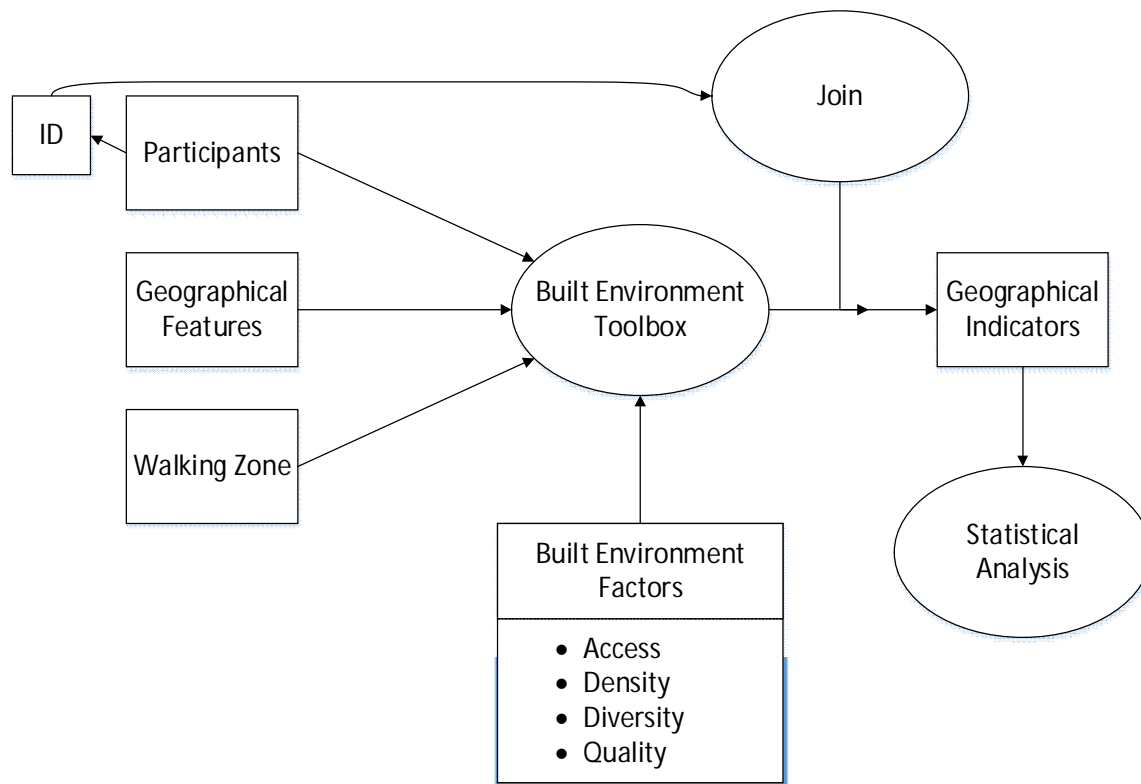 Join
ID
Participants
Geographical
Features
Built Environment
Toolbox
Geographical
Indicators
Walking Zone
Built Environment
Factors
• Access
• Density
• Diversity
• Quality
Statistical
Analysis